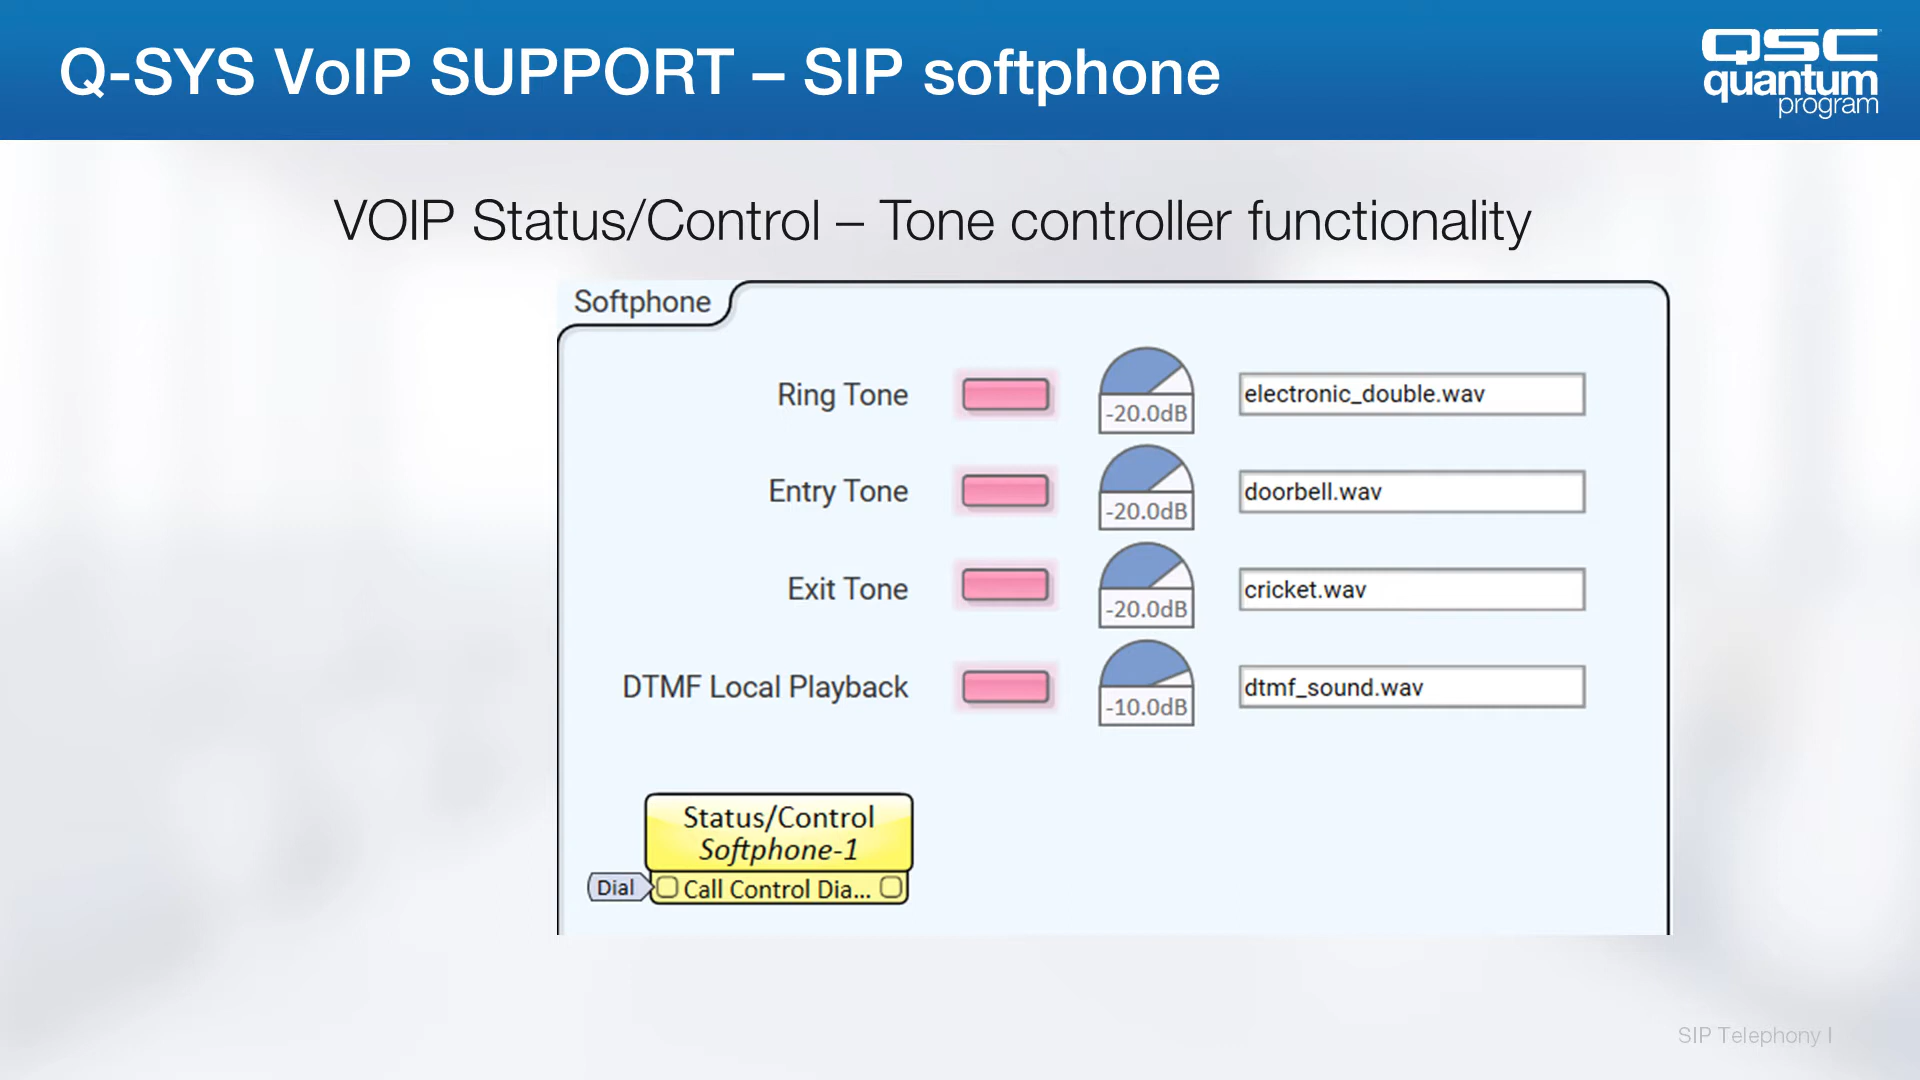 Q-SYS VoIP SUPPORT – SIP softphone
QSC
quantum
program
VOIP Status/Control – Tone controller functionality
Softphone
Ring Tone
-20.0dB
electronic_double.wav
Entry Tone
-20.0dB
doorbell.wav
Exit Tone
-20.0dB
cricket.wav
DTMF Local Playback
-10.0dB
dtmf_sound.wav
Status/Control
Softphone-1
Dial
Call Control Dia...
SIP Telephony I